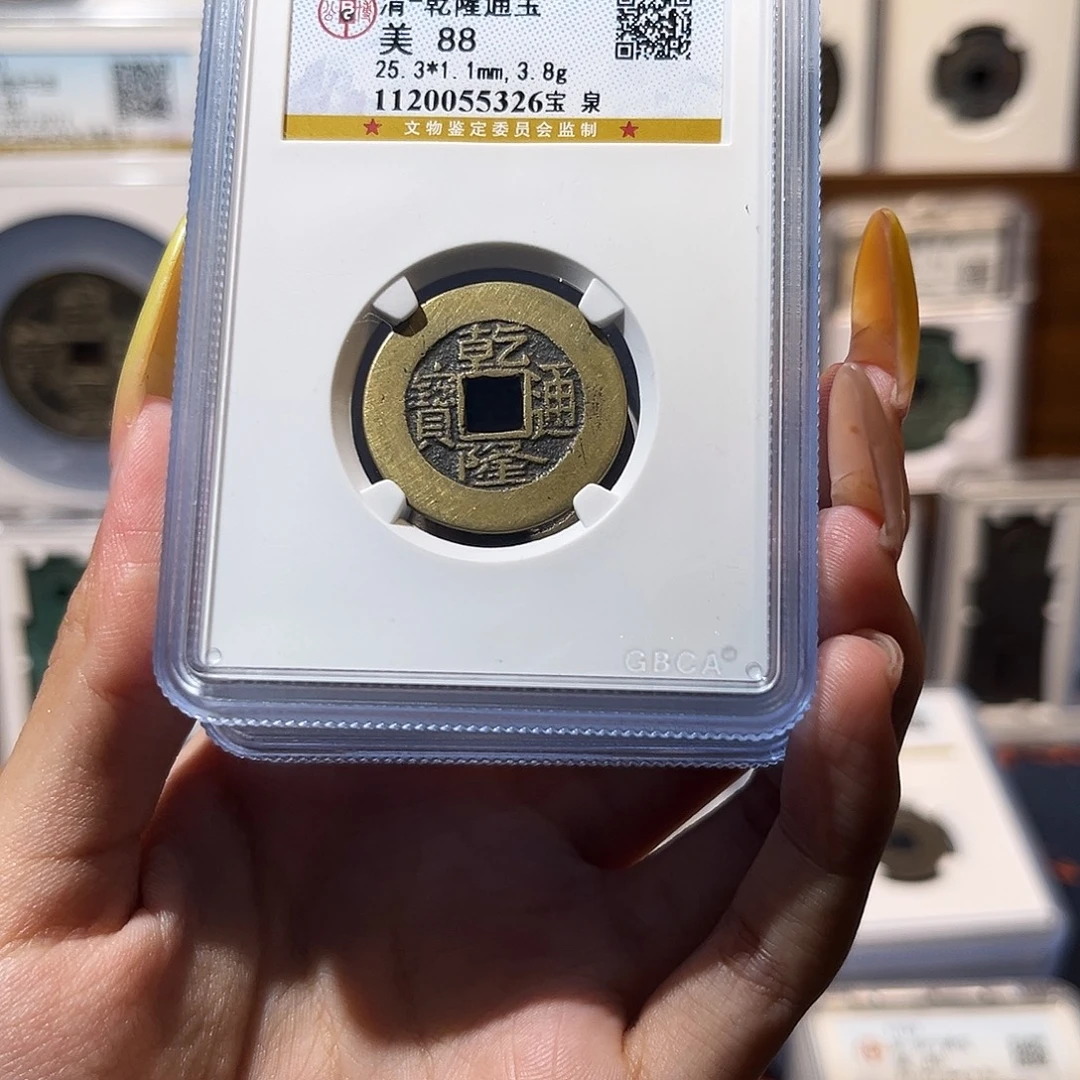 清-乾隆通宝
美 88
25.3*1.1mm,3.8g
1120055326宝 泉
★ 文物鉴定委员会监制 ★
乾
寶 通
隆
GBCA